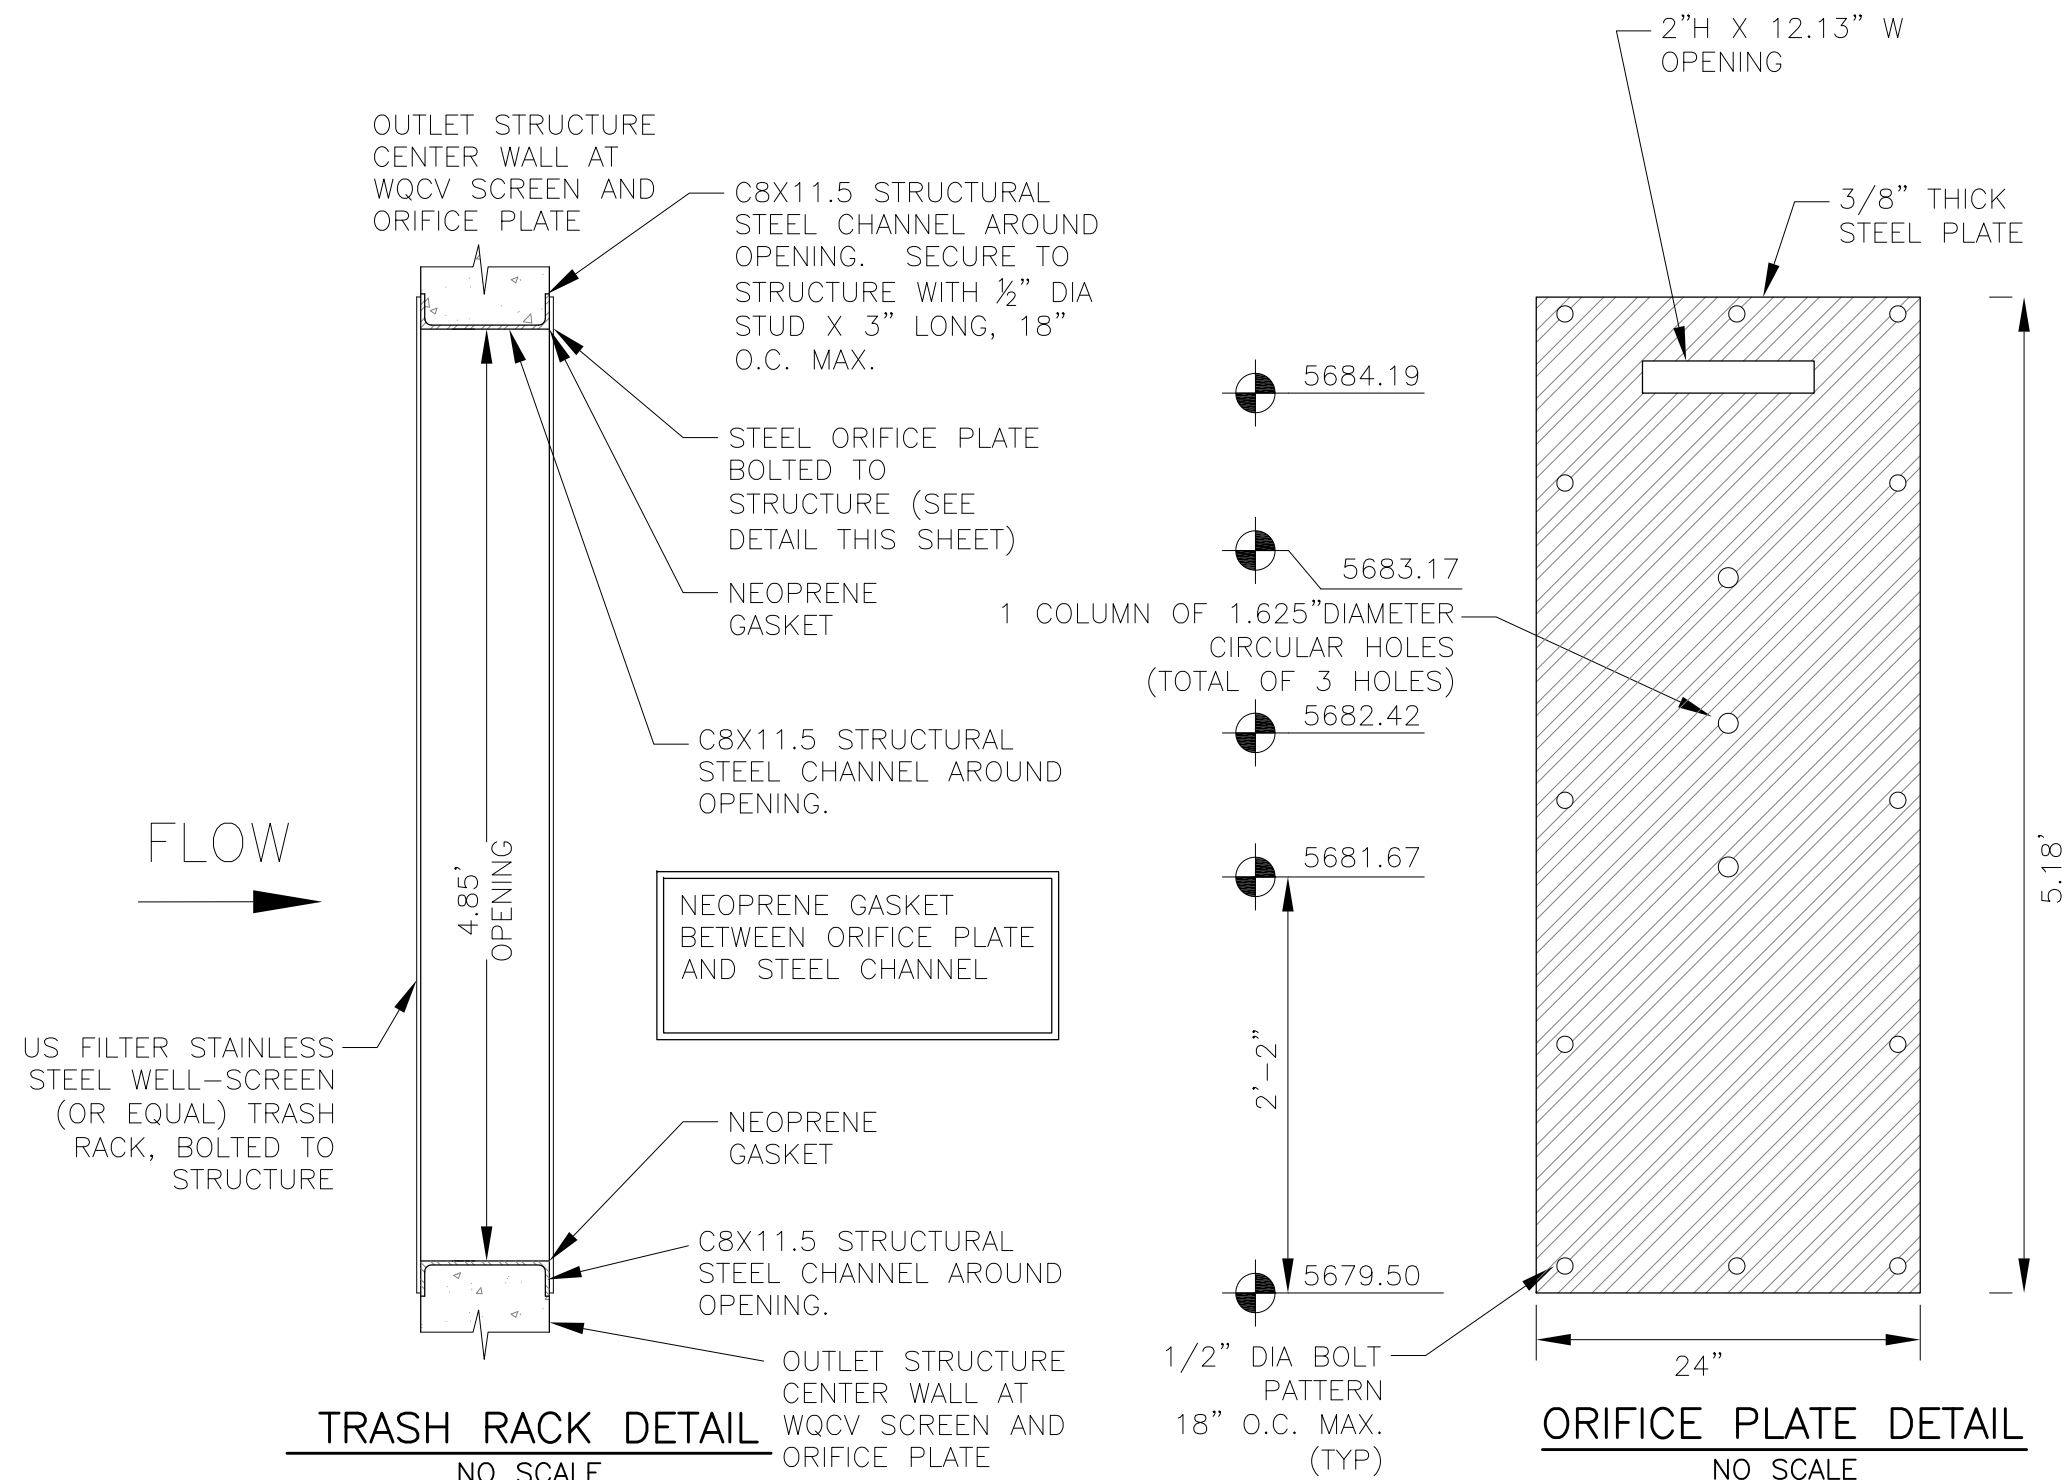 OUTLET STRUCTURE
CENTER WALL AT
WQCV SCREEN AND
ORIFICE PLATE
C8X11.5 STRUCTURAL
STEEL CHANNEL AROUND
OPENING.  SECURE TO
STRUCTURE WITH ½" DIA
STUD X 3" LONG, 18"
O.C. MAX.
STEEL ORIFICE PLATE
BOLTED TO
STRUCTURE (SEE
DETAIL THIS SHEET)
NEOPRENE
GASKET
C8X11.5 STRUCTURAL
STEEL CHANNEL AROUND
OPENING.
FLOW
4.85'
OPENING
NEOPRENE GASKET
BETWEEN ORIFICE PLATE
AND STEEL CHANNEL
US FILTER STAINLESS
STEEL WELL-SCREEN
(OR EQUAL) TRASH
RACK, BOLTED TO
STRUCTURE
NEOPRENE
GASKET
C8X11.5 STRUCTURAL
STEEL CHANNEL AROUND
OPENING.
OUTLET STRUCTURE
CENTER WALL AT
WQCV SCREEN AND
ORIFICE PLATE
TRASH RACK DETAIL
NO SCALE
2"H X 12.13" W
OPENING
3/8" THICK
STEEL PLATE
5684.19
5683.17
1 COLUMN OF 1.625"DIAMETER
CIRCULAR HOLES
(TOTAL OF 3 HOLES)
5682.42
5681.67
2'-2"
5679.50
5.18'
24"
1/2" DIA BOLT
PATTERN
18" O.C. MAX.
(TYP)
ORIFICE PLATE DETAIL
NO SCALE